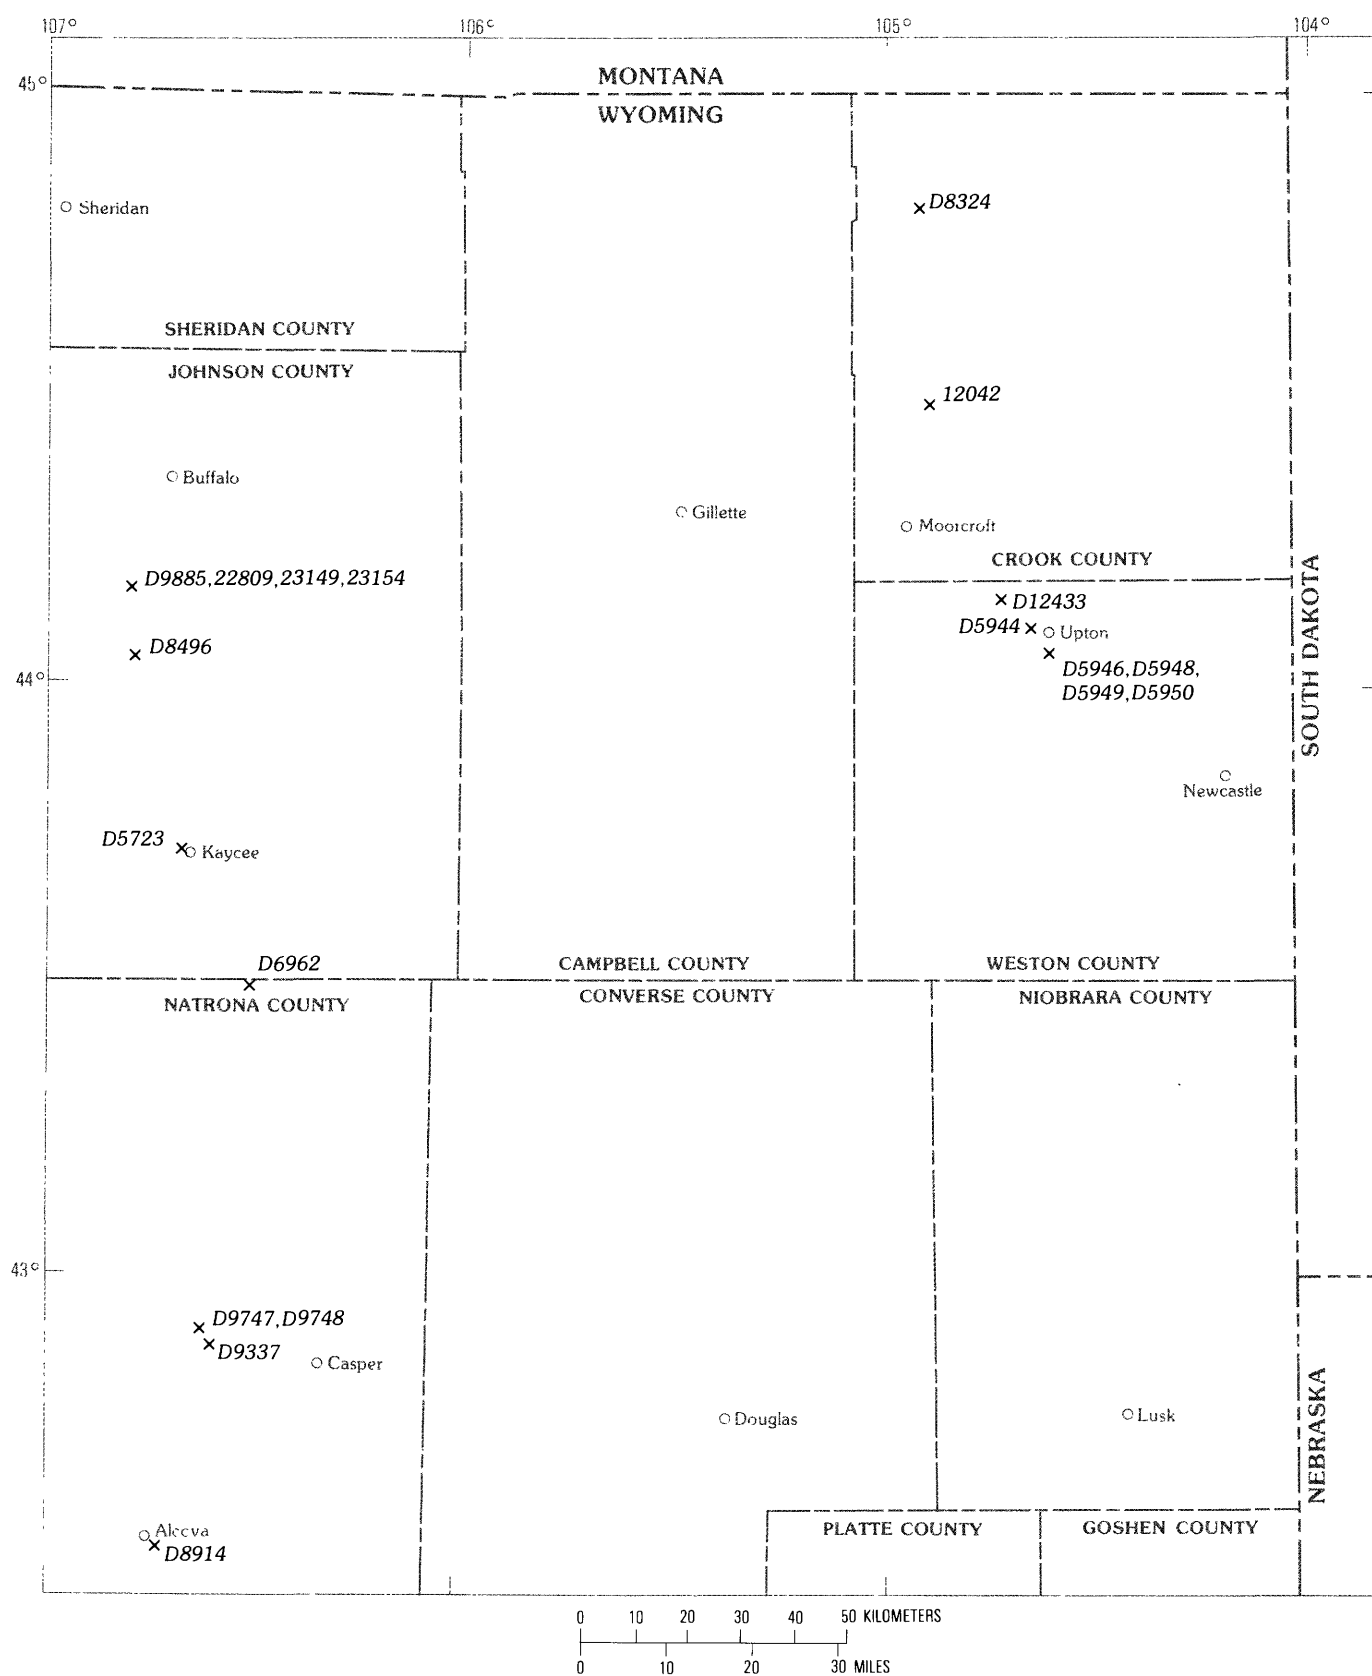 107° 106° 105° 104°
45°
MONTANA
WYOMING
Sheridan
D8324
SHERIDAN COUNTY
JOHNSON COUNTY
12042
Buffalo
Gillette
Moorcroft
CROOK COUNTY
D9885,22809,23149,23154
D12433
D5944
Upton
D8496
D5946,D5948,
D5949,D5950
44°
SOUTH DAKOTA
Newcastle
D5723
Kaycee
D6962
CAMPBELL COUNTY
WESTON COUNTY
NATRONA COUNTY
CONVERSE COUNTY
NIOBRARA COUNTY
43°
D9747,D9748
D9337
Casper
Douglas
Lusk
NEBRASKA
PLATTE COUNTY
GOSHEN COUNTY
D8914
0 10 20 30 40 50 KILOMETERS
0 10 20 30 MILES